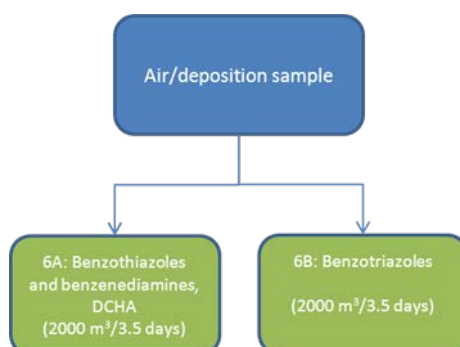 Air/deposition sample
6A: Benzothiazoles
and benzenediamines,
DCHA
(2000 m³/3.5 days)
6B: Benzotriazoles
(2000 m³/3.5 days)